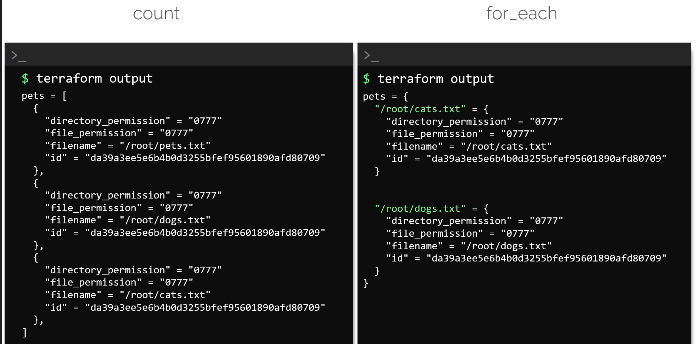 count
>_
$ terraform output
pets = [
  {
    "directory_permission" = "0777"
    "file_permission" = "0777"
    "filename" = "/root/pets.txt"
    "id" = "da39a3ee5e6b4b0d3255bfef95601890afd80709"
  },
  {
    "directory_permission" = "0777"
    "file_permission" = "0777"
    "filename" = "/root/dogs.txt"
    "id" = "da39a3ee5e6b4b0d3255bfef95601890afd80709"
  },
  {
    "directory_permission" = "0777"
    "file_permission" = "0777"
    "filename" = "/root/cats.txt"
    "id" = "da39a3ee5e6b4b0d3255bfef95601890afd80709"
  },
]
for_each
>_
$ terraform output
pets = {
  "/root/cats.txt" = {
    "directory_permission" = "0777"
    "file_permission" = "0777"
    "filename" = "/root/cats.txt"
    "id" = "da39a3ee5e6b4b0d3255bfef95601890afd80709"
  }
  "/root/dogs.txt" = {
    "directory_permission" = "0777"
    "file_permission" = "0777"
    "filename" = "/root/dogs.txt"
    "id" = "da39a3ee5e6b4b0d3255bfef95601890afd80709"
  }
}